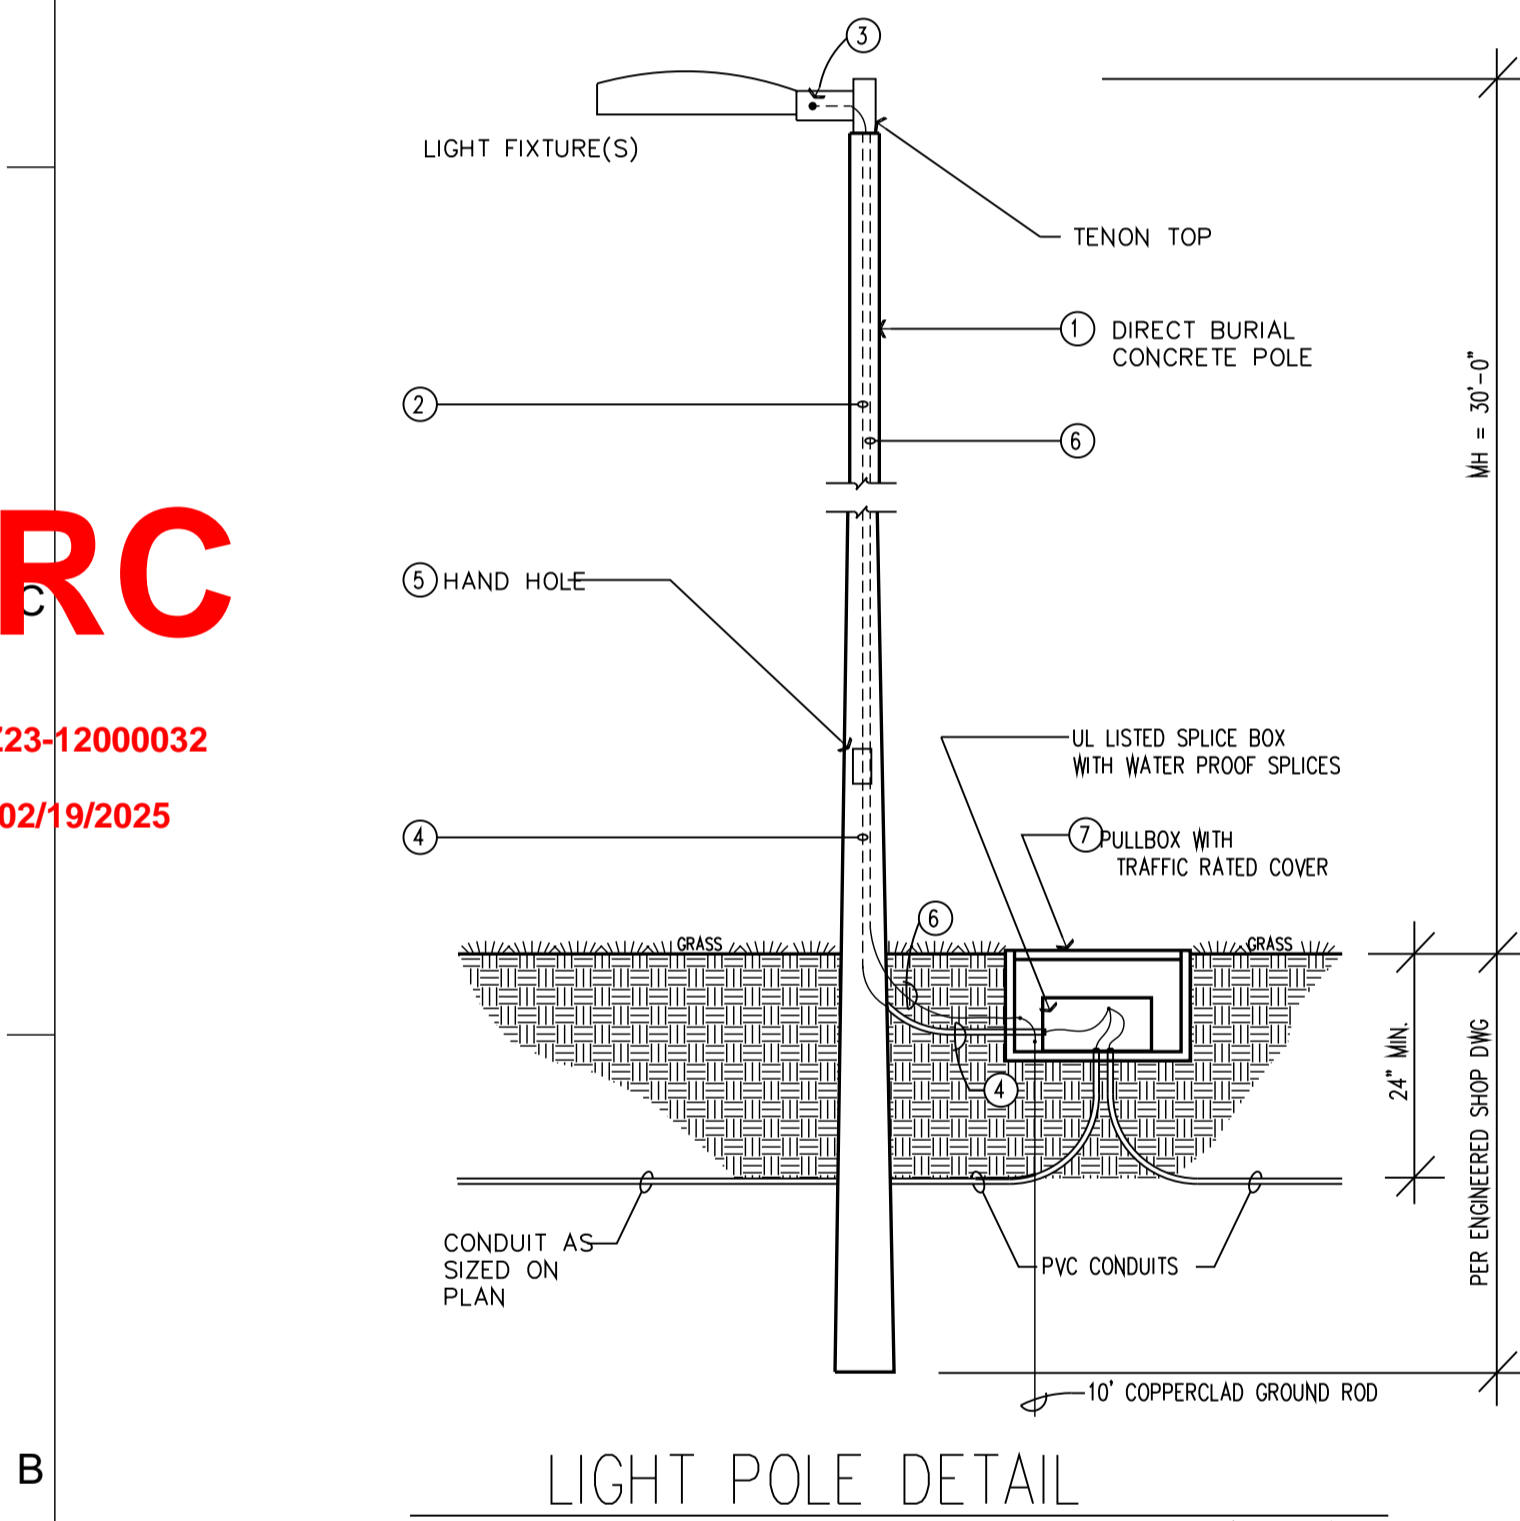 3
LIGHT FIXTURE(S)
TENON TOP
1 DIRECT BURIAL
CONCRETE POLE
MH = 30'-0"
2
6
RC
C
5 HAND HOLE
Z23-12000032
UL LISTED SPLICE BOX
WITH WATER PROOF SPLICES
02/19/2025
4
7 PULLBOX WITH
TRAFFIC RATED COVER
6
GRASS
GRASS
24" MIN.
PER ENGINEERED SHOP DWG
4
CONDUIT AS
SIZED ON
PLAN
PVC CONDUITS
10' COPPERCLAD GROUND ROD
B
LIGHT POLE DETAIL